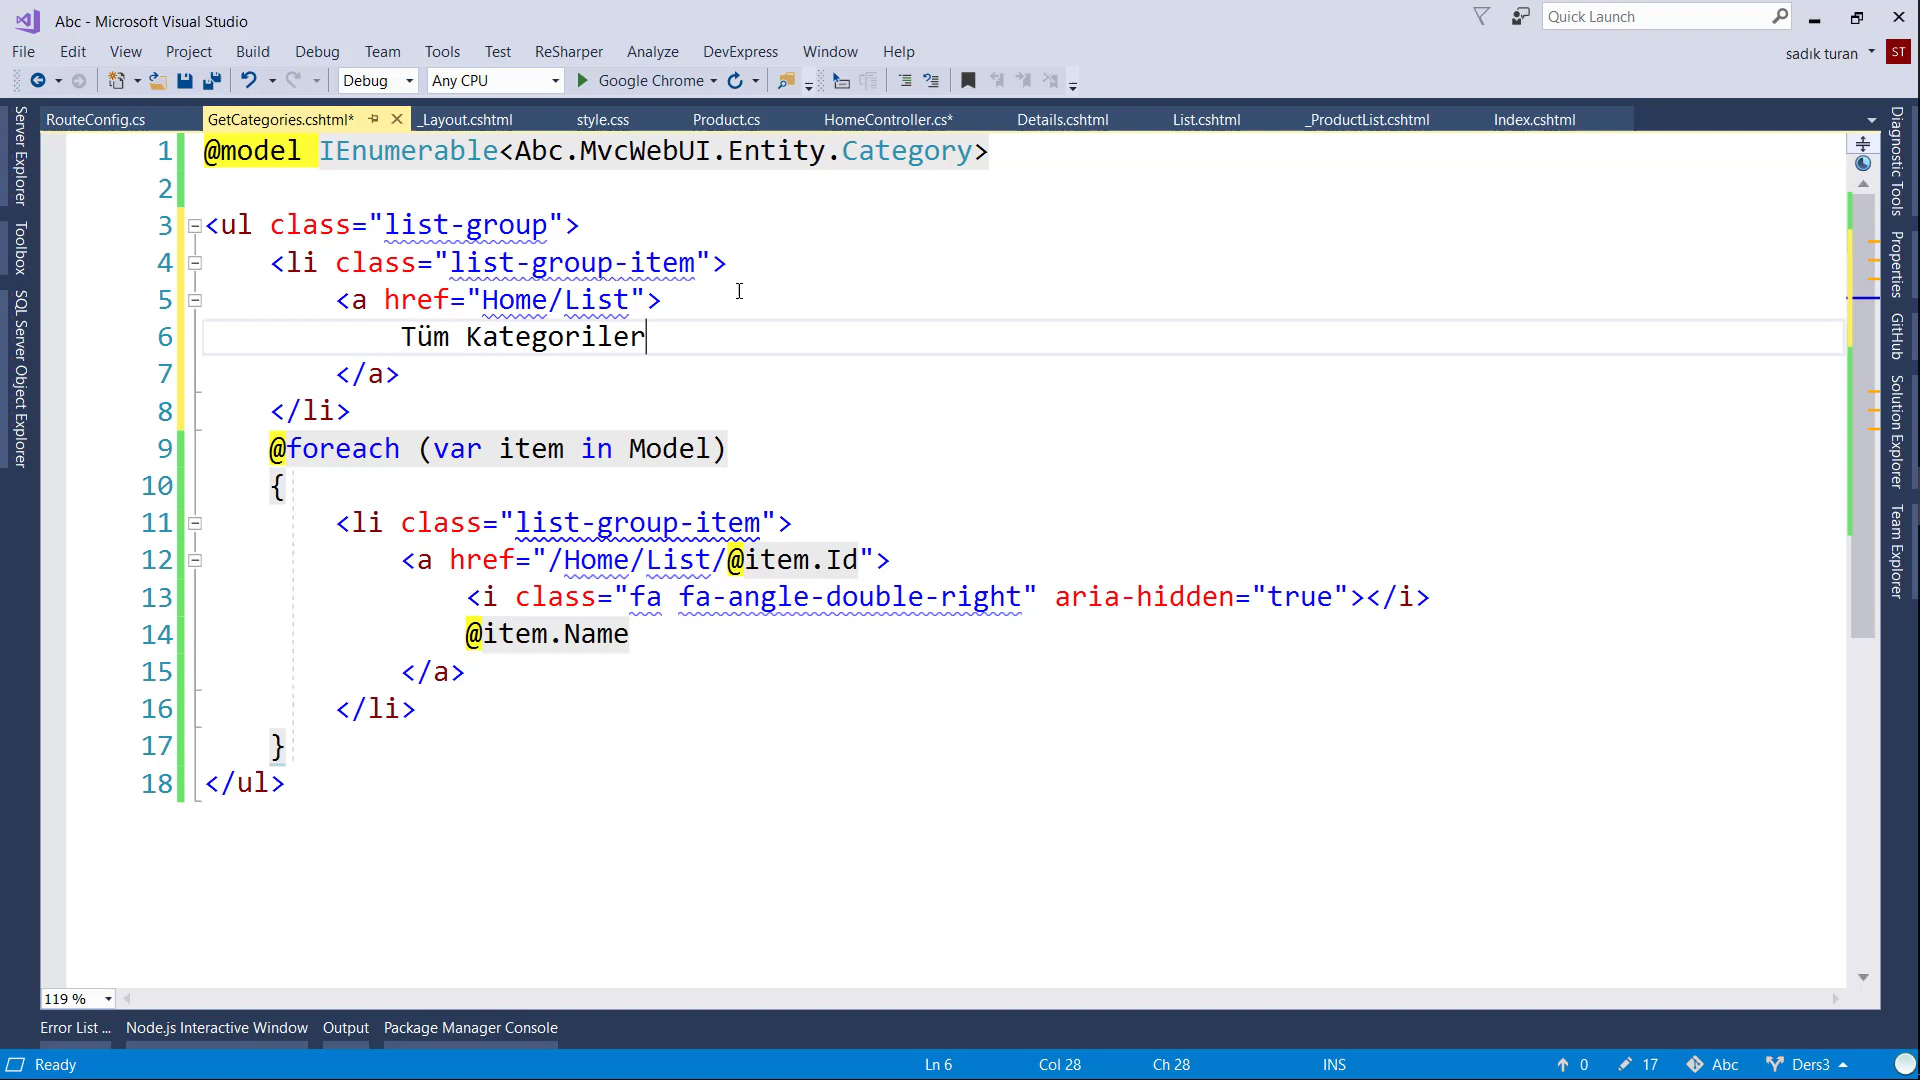 Abc - Microsoft Visual Studio
Quick Launch
File Edit View Project Build Debug Team Tools Test ReSharper Analyze DevExpress Window Help
sadık turan ST
Debug Any CPU Google Chrome
RouteConfig.cs GetCategories.cshtml* _Layout.cshtml style.css Product.cs HomeController.cs* Details.cshtml List.cshtml _ProductList.cshtml Index.cshtml
Server Explorer
Toolbox
SQL Server Object Explorer
1 @model IEnumerable<Abc.MvcWebUI.Entity.Category>
2
3 <ul class="list-group">
4 <li class="list-group-item">
5 <a href="Home/List">
6 Tüm Kategoriler
7 </a>
8 </li>
9 @foreach (var item in Model)
10 {
11 <li class="list-group-item">
12 <a href="/Home/List/@item.Id">
13 <i class="fa fa-angle-double-right" aria-hidden="true"></i>
14 @item.Name
15 </a>
16 </li>
17 }
18 </ul>
Diagnostic Tools
Properties
GitHub
Solution Explorer
Team Explorer
119 %
Error List ... Node.js Interactive Window Output Package Manager Console
Ready Ln 6 Col 28 Ch 28 INS 0 17 Abc Ders3